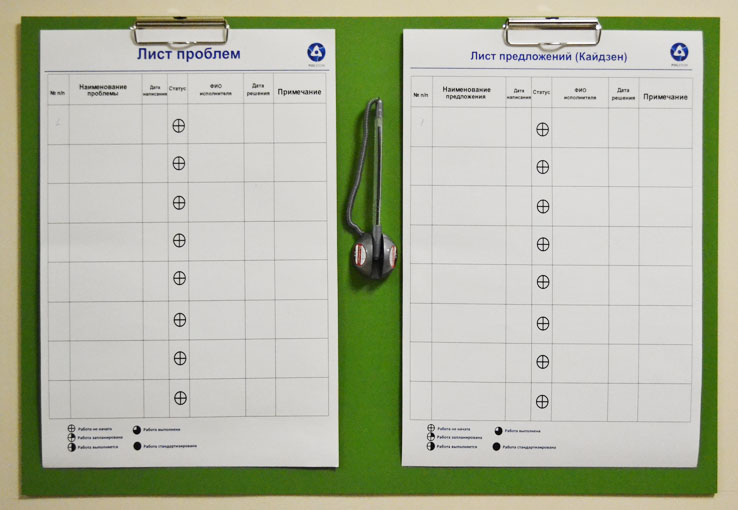 Лист проблем
№ п/п
Наименование
проблемы
Дата
написания
Статус
ФИО
исполнителя
Дата
решения
Примечание
Работа не начата
Работа запланирована
Работа выполняется
Работа выполнена
Работа стандартизирована
Лист предложений (Кайдзен)
№ п/п
Наименование
предложения
Дата
написания
Статус
ФИО
исполнителя
Дата
решения
Примечание
Работа не начата
Работа запланирована
Работа выполняется
Работа выполнена
Работа стандартизирована